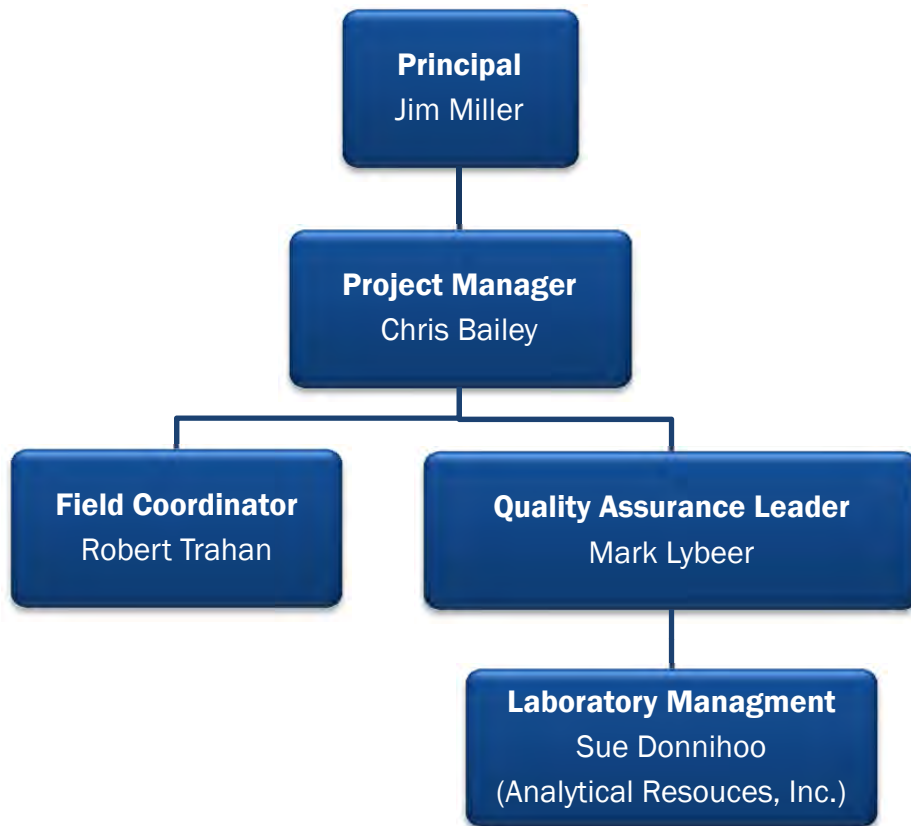 Principal
Jim Miller
Project Manager
Chris Bailey
Field Coordinator
Robert Trahan
Quality Assurance Leader
Mark Lybeer
Laboratory Managment
Sue Donnihoo
(Analytical Resouces, Inc.)